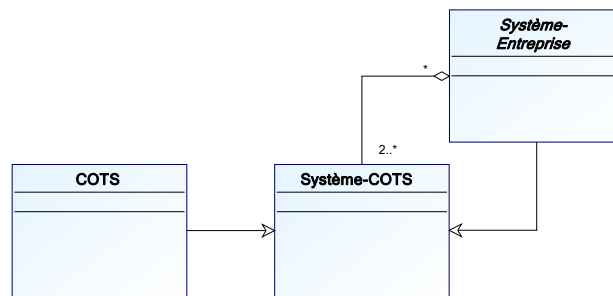 Système-
Entreprise
*
2..*
COTS
Système-COTS